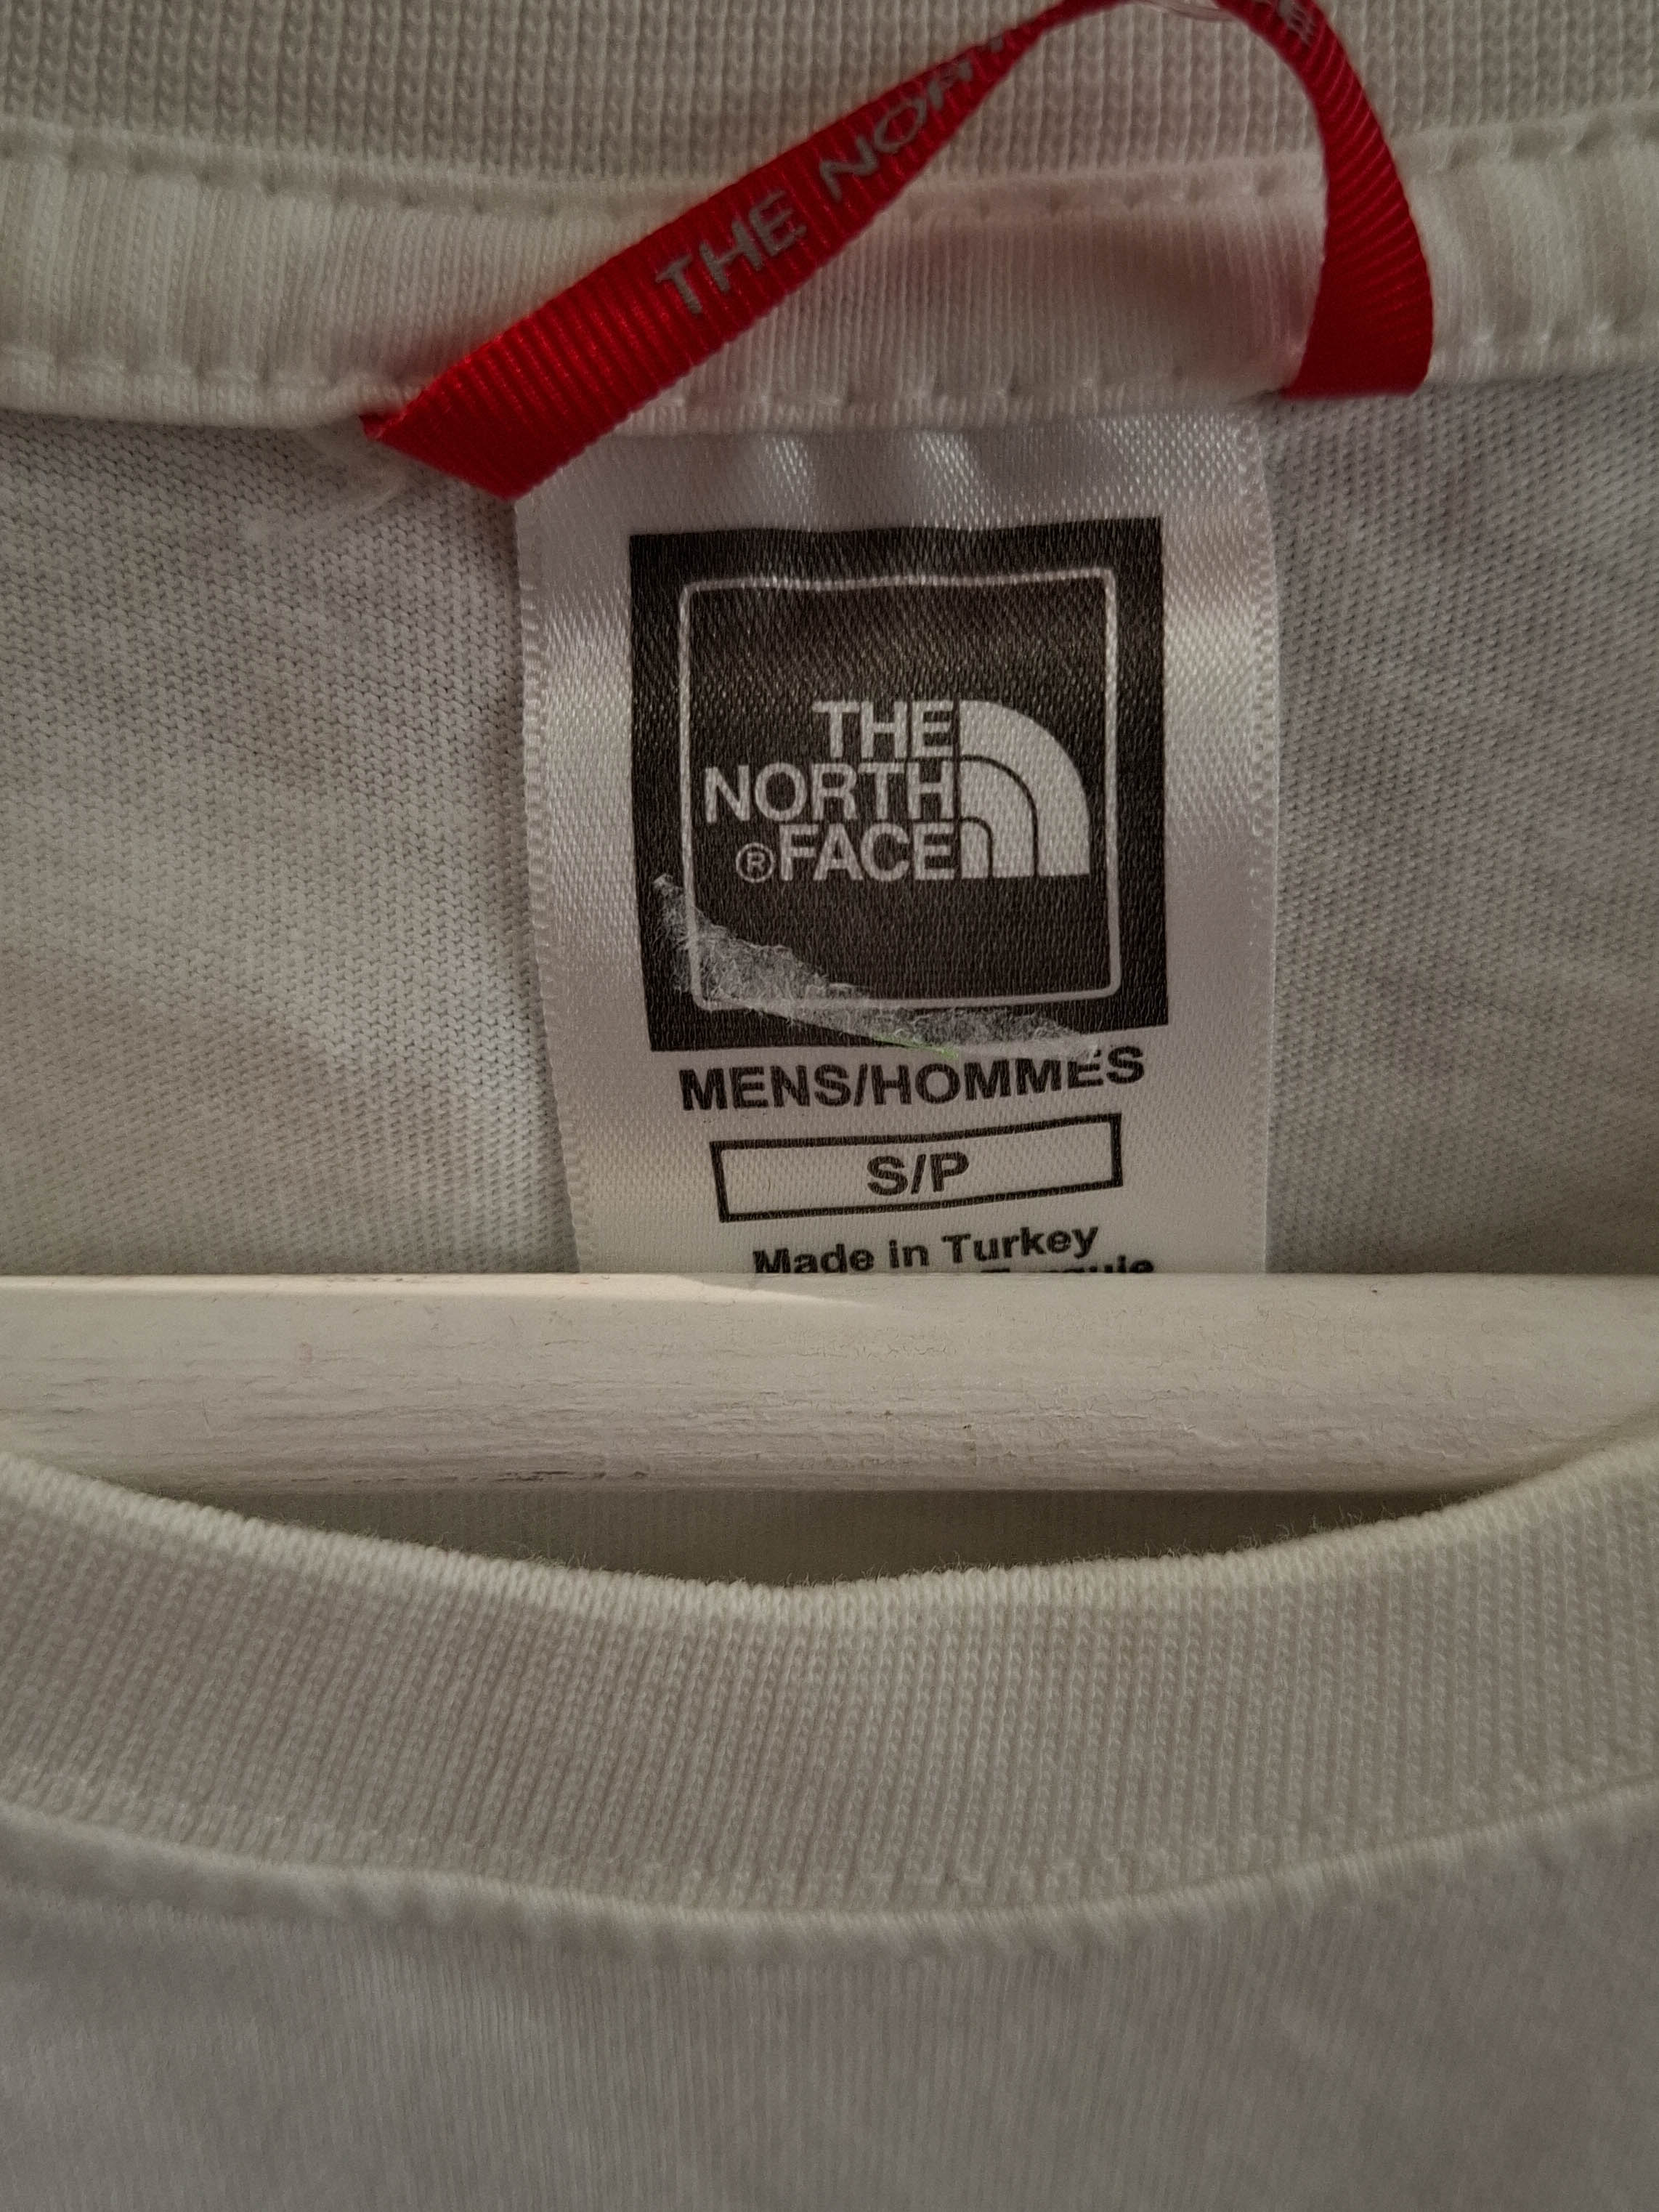 THE NOR
THE
NORTH
®FACE
MENS/HOMMES
S/P
Made in Turkey